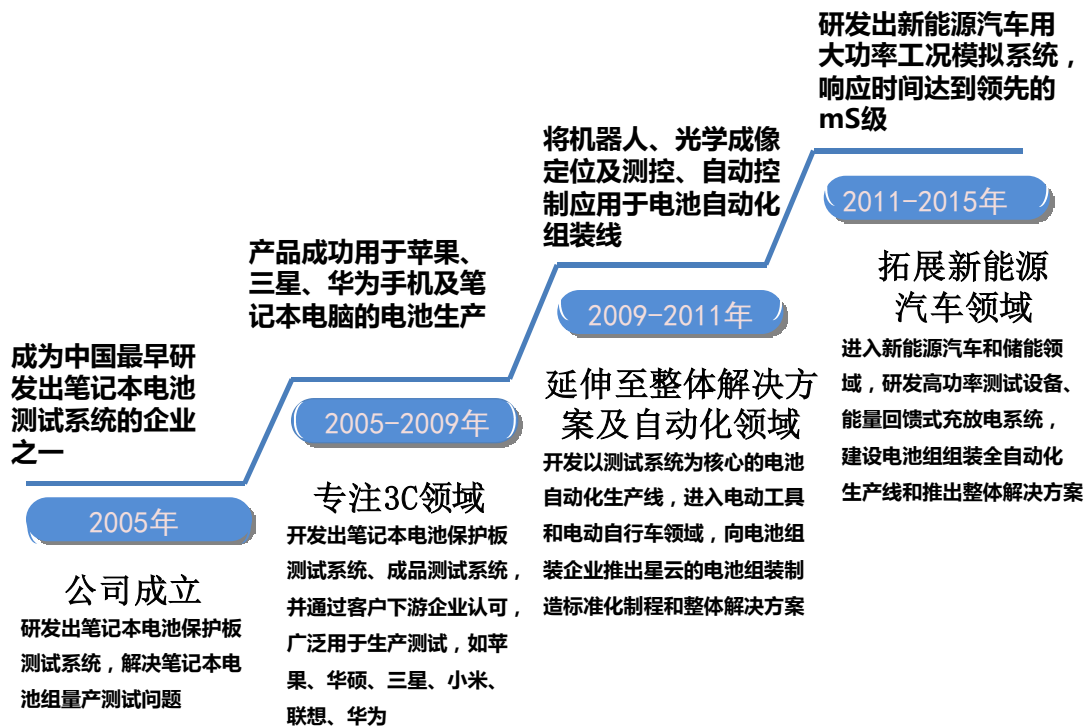 成为中国最早研
发出笔记本电池
测试系统的企业
之一
2005年
公司成立
研发出笔记本电池保护板
测试系统，解决笔记本电
池组量产测试问题
产品成功用于苹果、
三星、华为手机及笔
记本电脑的电池生产
2005-2009年
专注3C领域
开发出笔记本电池保护板
测试系统、成品测试系统，
并通过客户下游企业认可，
广泛用于生产测试，如苹
果、华硕、三星、小米、
联想、华为
将机器人、光学成像
定位及测控、自动控
制应用于电池自动化
组装线
2009-2011年
延伸至整体解决方
案及自动化领域
开发以测试系统为核心的电池
自动化生产线，进入电动工具
和电动自行车领域，向电池组
装企业推出星云的电池组装制
造标准化制程和整体解决方案
研发出新能源汽车用
大功率工况模拟系统，
响应时间达到领先的
mS级
2011-2015年
拓展新能源
汽车领域
进入新能源汽车和储能领
域，研发高功率测试设备、
能量回馈式充放电系统，
建设电池组组装全自动化
生产线和推出整体解决方案